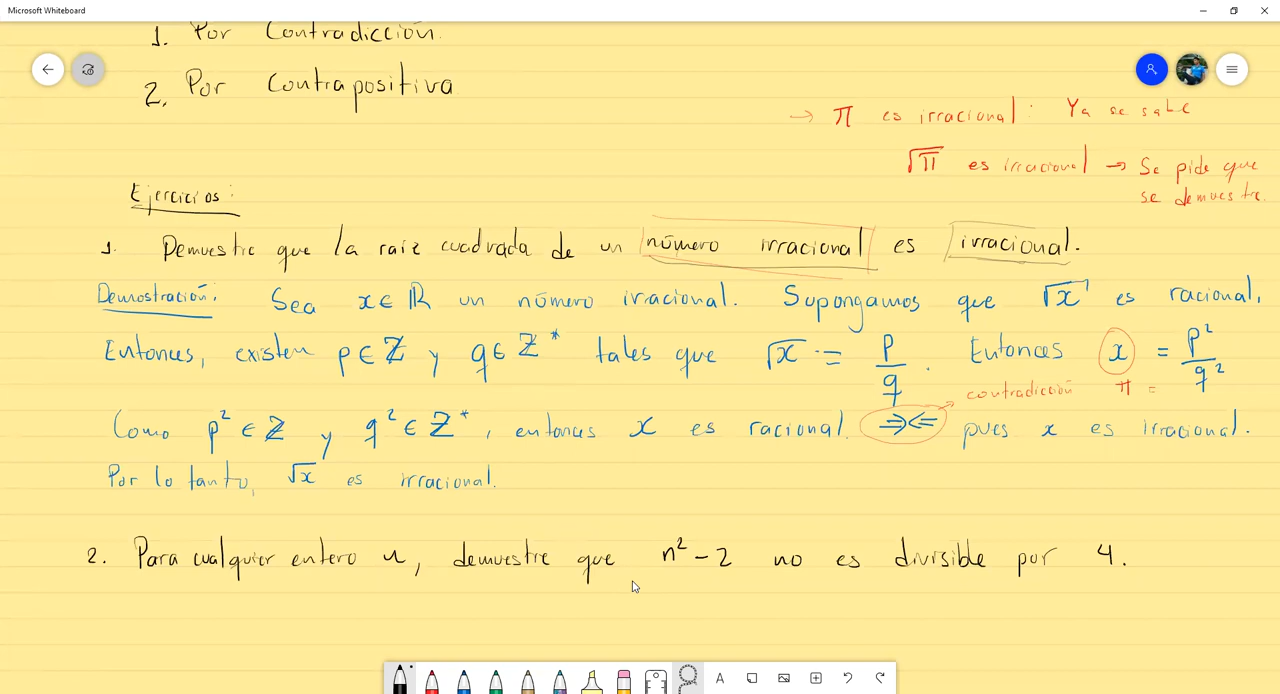 Microsoft Whiteboard
1. Por Contradicción.
2. Por Contrapositiva
→ π es irracional: Ya se sabe
√π es irracional → Se pide que
se demuestre.
Ejercicios:
1. Demuestre que la raíz cuadrada de un número irracional es irracional.
Demostración: Sea x ∈ ℝ un número irracional. Supongamos que √x es racional.
Entonces, existen p ∈ ℤ y q ∈ ℤ* tales que √x = p/q. Entonces x = p²/q²
contradicción π =
Como p² ∈ ℤ y q² ∈ ℤ*, entonces x es racional. ⇒⇐ pues x es irracional.
Por lo tanto, √x es irracional.
2. Para cualquier entero n, demuestre que n² - 2 no es divisible por 4.
A